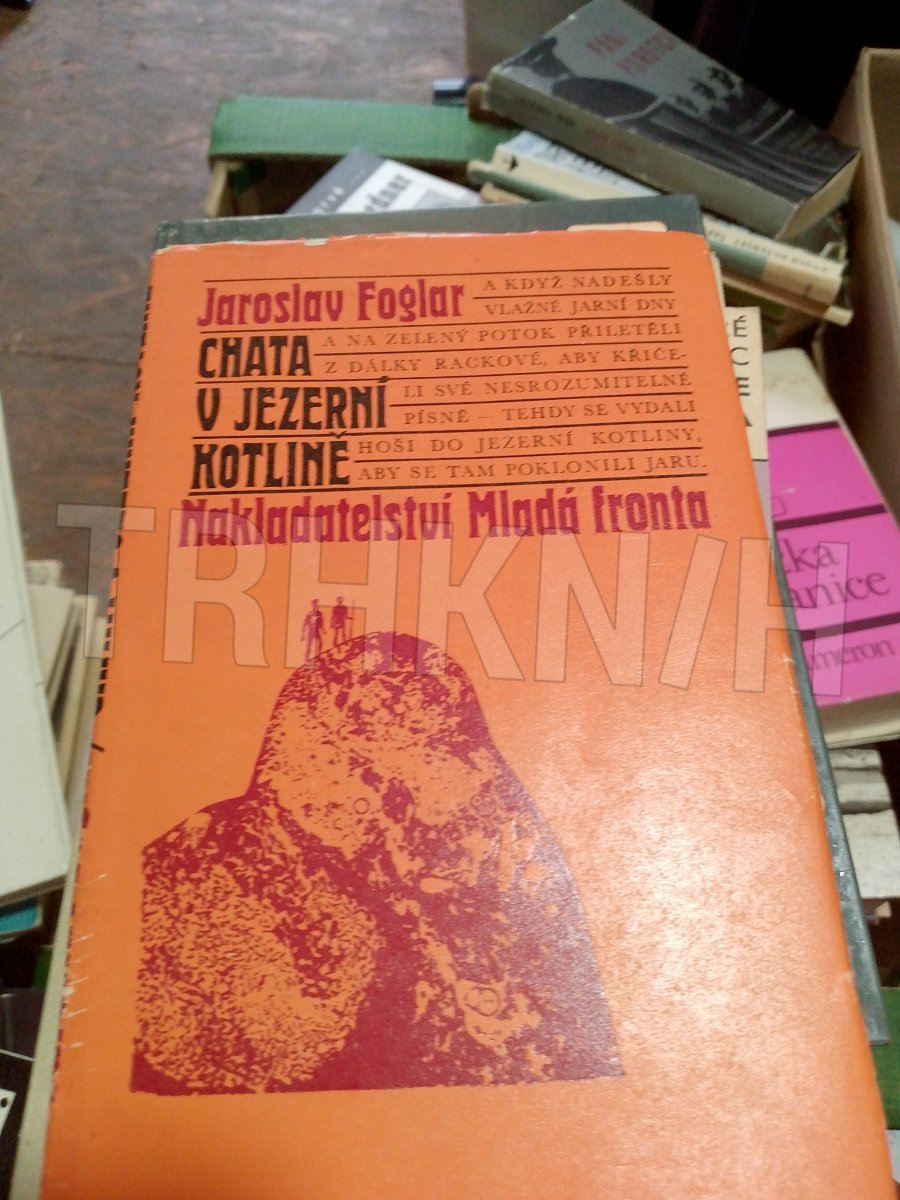 Jaroslav Foglar
CHATA
V JEZERNÍ
KOTLINĚ
A KDYŽ NADEŠLY
VLAŽNÉ JARNÍ DNY
A NA ZELENÝ POTOK PŘILETĚLI
Z DÁLKY RACKOVÉ, ABY KŘIČE-
LI SVÉ NESROZUMITELNÉ
PÍSNĚ – TEHDY SE VYDALI
HOŠI DO JEZERNÍ KOTLINY,
ABY SE TAM POKLONILI JARU.
Nakladatelství Mladá fronta
TRHKNIH